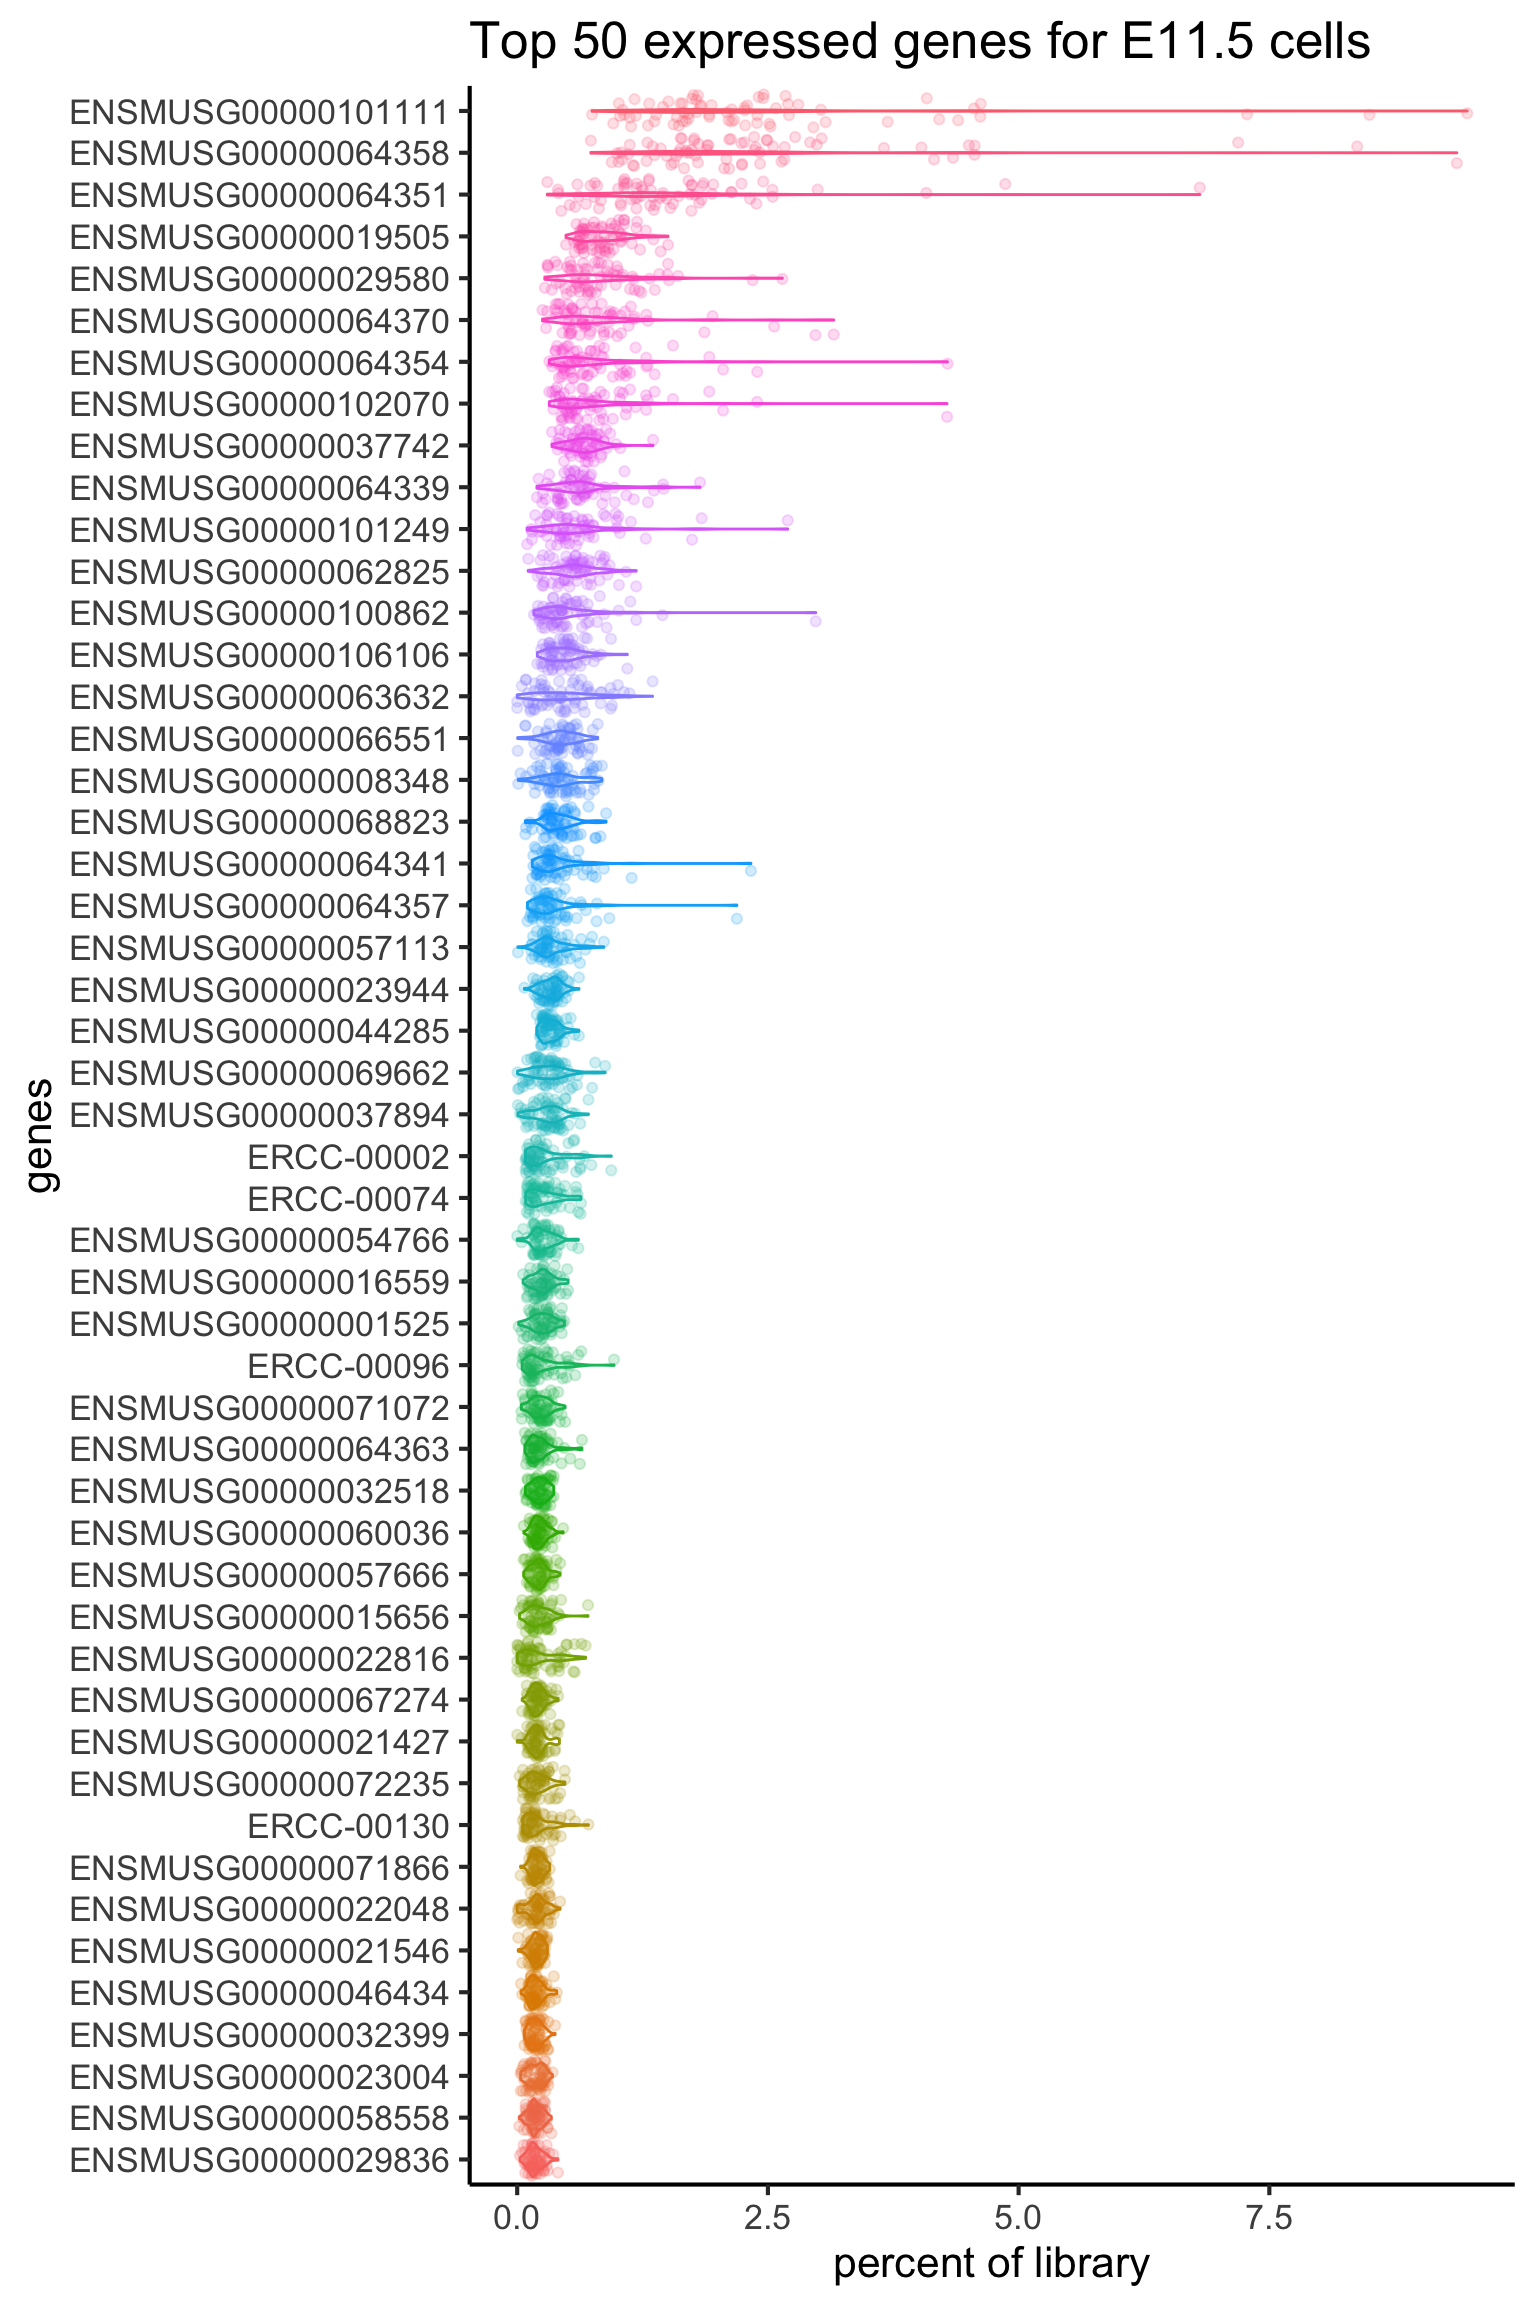 Top 50 expressed genes for E11.5 cells
ENSMUSG00000101111
ENSMUSG00000064358
ENSMUSG00000064351
ENSMUSG00000019505
ENSMUSG00000029580
ENSMUSG00000064370
ENSMUSG00000064354
ENSMUSG00000102070
ENSMUSG00000037742
ENSMUSG00000064339
ENSMUSG00000101249
ENSMUSG00000062825
ENSMUSG00000100862
ENSMUSG00000106106
ENSMUSG00000063632
ENSMUSG00000066551
ENSMUSG00000008348
ENSMUSG00000068823
ENSMUSG00000064341
ENSMUSG00000064357
ENSMUSG00000057113
ENSMUSG00000023944
ENSMUSG00000044285
ENSMUSG00000069662
ENSMUSG00000037894
ERCC-00002
ERCC-00074
ENSMUSG00000054766
ENSMUSG00000016559
ENSMUSG00000001525
ERCC-00096
ENSMUSG00000071072
ENSMUSG00000064363
ENSMUSG00000032518
ENSMUSG00000060036
ENSMUSG00000057666
ENSMUSG00000015656
ENSMUSG00000022816
ENSMUSG00000067274
ENSMUSG00000021427
ENSMUSG00000072235
ERCC-00130
ENSMUSG00000071866
ENSMUSG00000022048
ENSMUSG00000021546
ENSMUSG00000046434
ENSMUSG00000032399
ENSMUSG00000023004
ENSMUSG00000058558
ENSMUSG00000029836
genes
0.0 2.5 5.0 7.5
percent of library